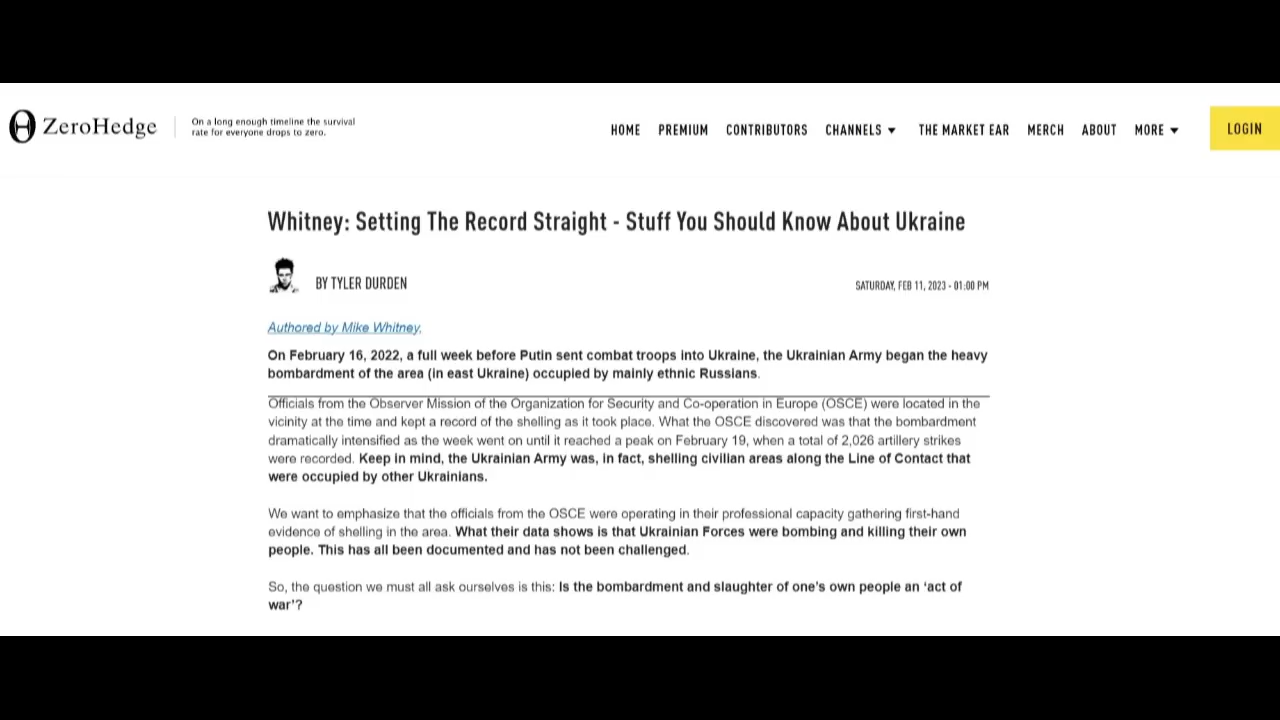 ZeroHedge
On a long enough timeline the survival
rate for everyone drops to zero.
HOME PREMIUM CONTRIBUTORS CHANNELS THE MARKET EAR MERCH ABOUT MORE LOGIN
Whitney: Setting The Record Straight - Stuff You Should Know About Ukraine
BY TYLER DURDEN
SATURDAY, FEB 11, 2023 - 01:00 PM
Authored by Mike Whitney,
On February 16, 2022, a full week before Putin sent combat troops into Ukraine, the Ukrainian Army began the heavy
bombardment of the area (in east Ukraine) occupied by mainly ethnic Russians.
Officials from the Observer Mission of the Organization for Security and Co-operation in Europe (OSCE) were located in the
vicinity at the time and kept a record of the shelling as it took place. What the OSCE discovered was that the bombardment
dramatically intensified as the week went on until it reached a peak on February 19, when a total of 2,026 artillery strikes
were recorded. Keep in mind, the Ukrainian Army was, in fact, shelling civilian areas along the Line of Contact that
were occupied by other Ukrainians.
We want to emphasize that the officials from the OSCE were operating in their professional capacity gathering first-hand
evidence of shelling in the area. What their data shows is that Ukrainian Forces were bombing and killing their own
people. This has all been documented and has not been challenged.
So, the question we must all ask ourselves is this: Is the bombardment and slaughter of one's own people an ‘act of
war’?